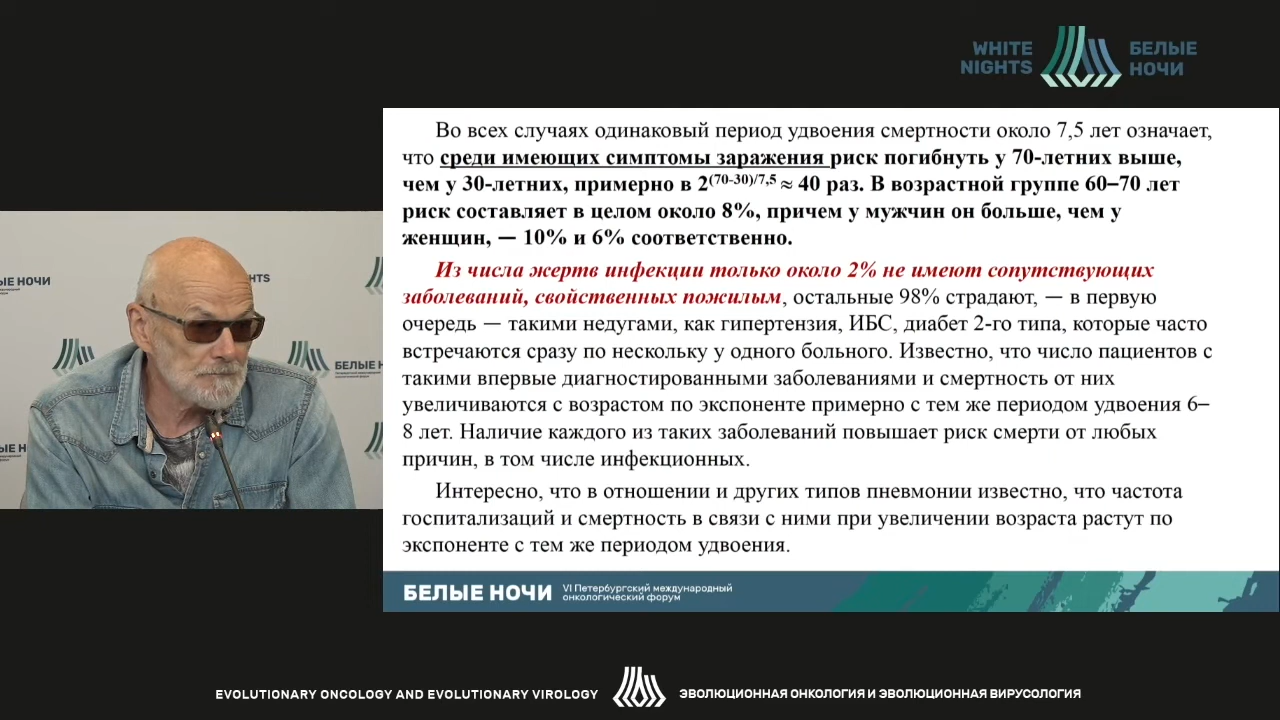 WHITE
NIGHTS
БЕЛЫЕ
НОЧИ
Во всех случаях одинаковый период удвоения смертности около 7,5 лет означает,
что среди имеющих симптомы заражения риск погибнуть у 70-летних выше,
чем у 30-летних, примерно в 2(70-30)/7,5 ≈ 40 раз. В возрастной группе 60–70 лет
риск составляет в целом около 8%, причем у мужчин он больше, чем у
женщин, — 10% и 6% соответственно.
Из числа жертв инфекции только около 2% не имеют сопутствующих
заболеваний, свойственных пожилым, остальные 98% страдают, — в первую
очередь — такими недугами, как гипертензия, ИБС, диабет 2-го типа, которые часто
встречаются сразу по нескольку у одного больного. Известно, что число пациентов с
такими впервые диагностированными заболеваниями и смертность от них
увеличиваются с возрастом по экспоненте примерно с тем же периодом удвоения 6–
8 лет. Наличие каждого из таких заболеваний повышает риск смерти от любых
причин, в том числе инфекционных.
Интересно, что в отношении и других типов пневмонии известно, что частота
госпитализаций и смертность в связи с ними при увеличении возраста растут по
экспоненте с тем же периодом удвоения.
БЕЛЫЕ НОЧИ
VI Петербургский международный
онкологический форум
ЫЕ НОЧИ
HTS
БЕЛЫЕ Н
EVOLUTIONARY ONCOLOGY AND EVOLUTIONARY VIROLOGY
ЭВОЛЮЦИОННАЯ ОНКОЛОГИЯ И ЭВОЛЮЦИОННАЯ ВИРУСОЛОГИЯ